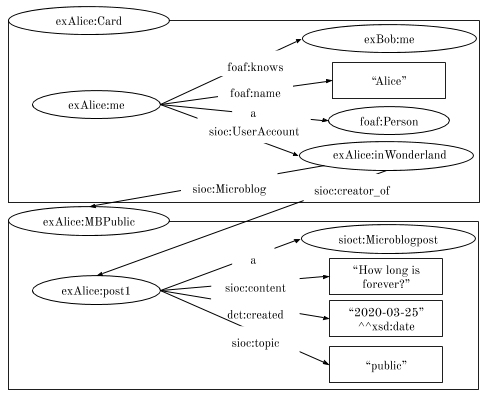 exAlice:Card
exBob:me
foaf:knows
"Alice"
foaf:name
exAlice:me
a
foaf:Person
sioc:UserAccount
exAlice:inWonderland
sioc:Microblog
sioc:creator_of
exAlice:MBPublic
sioct:Microblogpost
a
"How long is
forever?"
exAlice:post1
sioc:content
"2020-03-25"
^^xsd:date
dct:created
sioc:topic
"public"